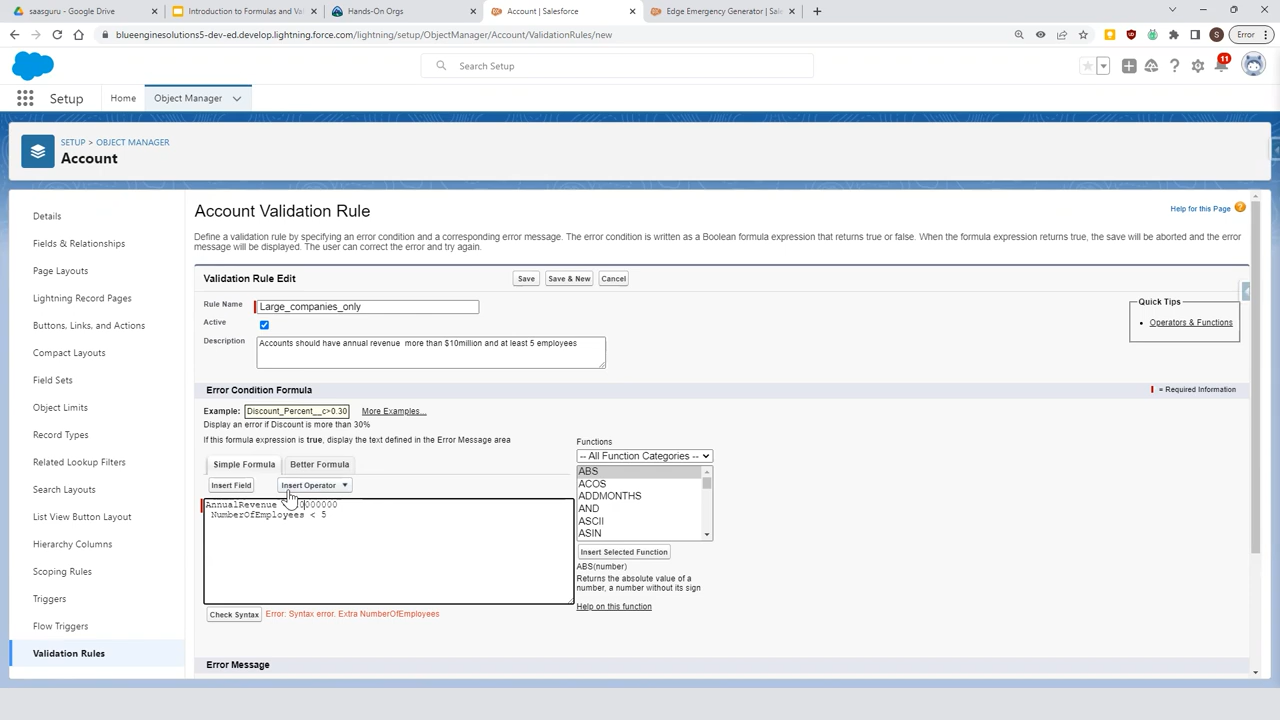 saasguru - Google Drive
Introduction to Formulas and Val
Hands-On Orgs
Account | Salesforce
Edge Emergency Generator | Sal
blueenginesolutions5-dev-ed.develop.lightning.force.com/lightning/setup/ObjectManager/Account/ValidationRules/new
S
Error
Search Setup
11
Setup
Home
Object Manager
SETUP > OBJECT MANAGER
Account
Details
Fields & Relationships
Page Layouts
Lightning Record Pages
Buttons, Links, and Actions
Compact Layouts
Field Sets
Object Limits
Record Types
Related Lookup Filters
Search Layouts
List View Button Layout
Hierarchy Columns
Scoping Rules
Triggers
Flow Triggers
Validation Rules
Account Validation Rule
Help for this Page
Define a validation rule by specifying an error condition and a corresponding error message. The error condition is written as a Boolean formula expression that returns true or false. When the formula expression returns true, the save will be aborted and the error
message will be displayed. The user can correct the error and try again.
Validation Rule Edit
Save
Save & New
Cancel
Rule Name
Large_companies_only
Active
Description
Accounts should have annual revenue more than $10million and at least 5 employees
Quick Tips
Operators & Functions
Error Condition Formula
= Required Information
Example:
Discount_Percent__c>0.30
More Examples...
Display an error if Discount is more than 30%
If this formula expression is true, display the text defined in the Error Message area
Simple Formula
Better Formula
Insert Field
Insert Operator
AnnualRevenue
NumberOfEmployees < 5
Check Syntax
Error: Syntax error. Extra NumberOfEmployees
Functions
-- All Function Categories --
ABS
ACOS
ADDMONTHS
AND
ASCII
ASIN
Insert Selected Function
ABS(number)
Returns the absolute value of a
number, a number without its sign
Help on this function
Error Message